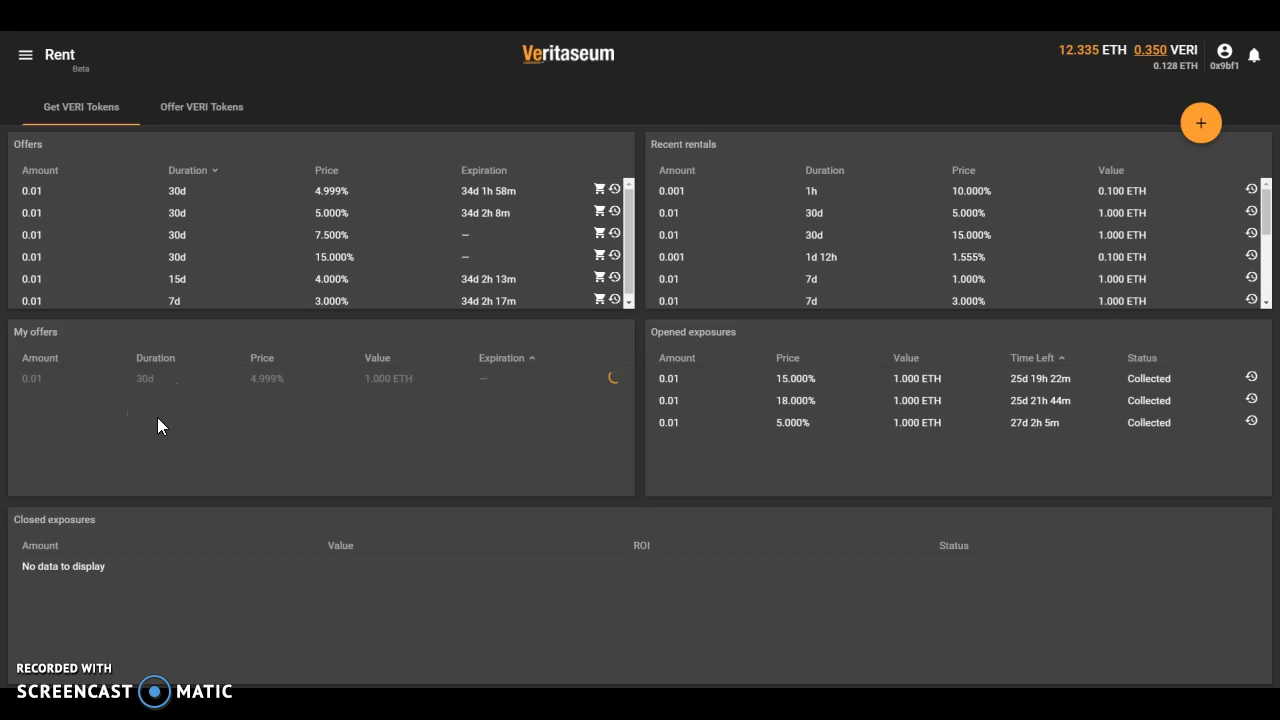 Rent
Beta
Veritaseum
12.335 ETH 0.350 VERI
0.128 ETH
0x9bf1
Get VERI Tokens Offer VERI Tokens
+
Offers
Amount Duration Price Expiration
0.01 30d 4.999% 34d 1h 58m
0.01 30d 5.000% 34d 2h 8m
0.01 30d 7.500% —
0.01 30d 15.000% —
0.01 15d 4.000% 34d 2h 13m
0.01 7d 3.000% 34d 2h 17m
Recent rentals
Amount Duration Price Value
0.001 1h 10.000% 0.100 ETH
0.01 30d 5.000% 1.000 ETH
0.01 30d 15.000% 1.000 ETH
0.001 1d 12h 1.555% 0.100 ETH
0.01 7d 1.000% 1.000 ETH
0.01 7d 3.000% 1.000 ETH
My offers
Amount Duration Price Value Expiration
0.01 30d 4.999% 1.000 ETH —
Opened exposures
Amount Price Value Time Left Status
0.01 15.000% 1.000 ETH 25d 19h 22m Collected
0.01 18.000% 1.000 ETH 25d 21h 44m Collected
0.01 5.000% 1.000 ETH 27d 2h 5m Collected
Closed exposures
Amount Value ROI Status
No data to display
RECORDED WITH
SCREENCAST MATIC